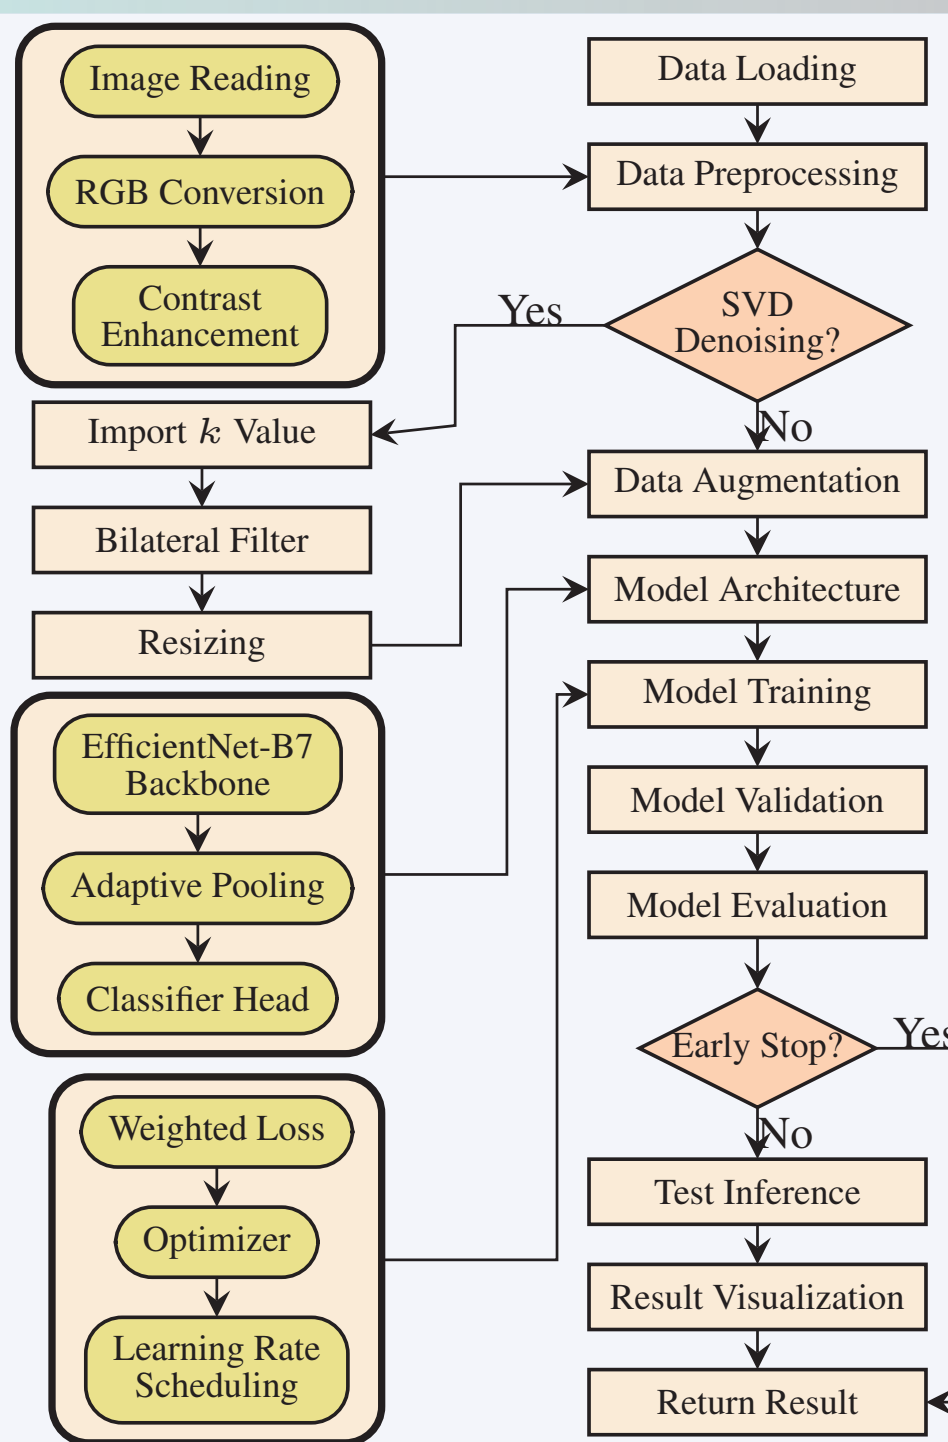 Image Reading
RGB Conversion
Contrast
Enhancement
Import k Value
Bilateral Filter
Resizing
EfficientNet-B7
Backbone
Adaptive Pooling
Classifier Head
Weighted Loss
Optimizer
Learning Rate
Scheduling
Data Loading
Data Preprocessing
SVD
Denoising?
Yes
No
Data Augmentation
Model Architecture
Model Training
Model Validation
Model Evaluation
Early Stop?
Yes
No
Test Inference
Result Visualization
Return Result